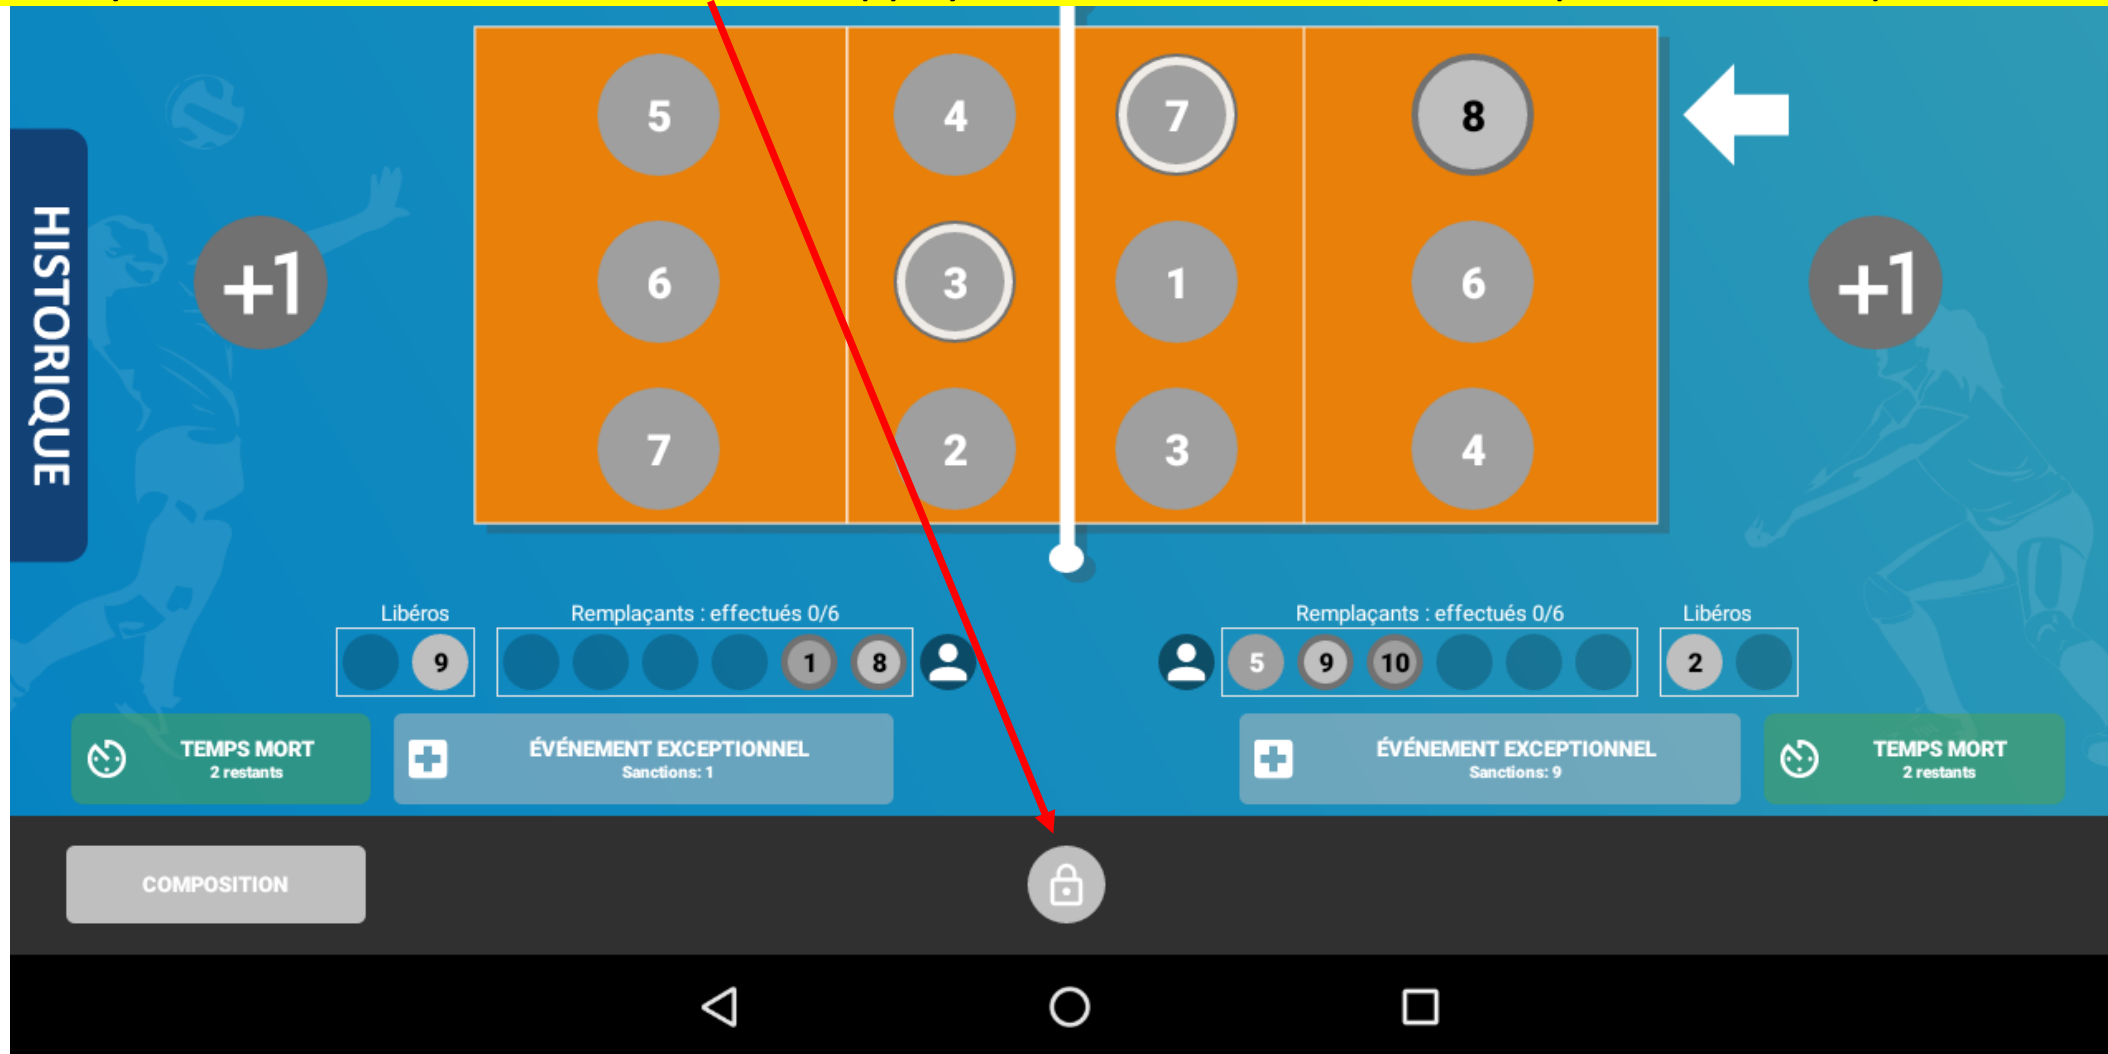 5 4 7 8
HISTORIQUE
+1 6 3 1 6 +1
7 2 3 4
Libéros Remplaçants : effectués 0/6 Remplaçants : effectués 0/6 Libéros
9 1 8 5 9 10 2
TEMPS MORT ÉVÉNEMENT EXCEPTIONNEL ÉVÉNEMENT EXCEPTIONNEL TEMPS MORT
2 restants Sanctions: 1 Sanctions: 9 2 restants
COMPOSITION